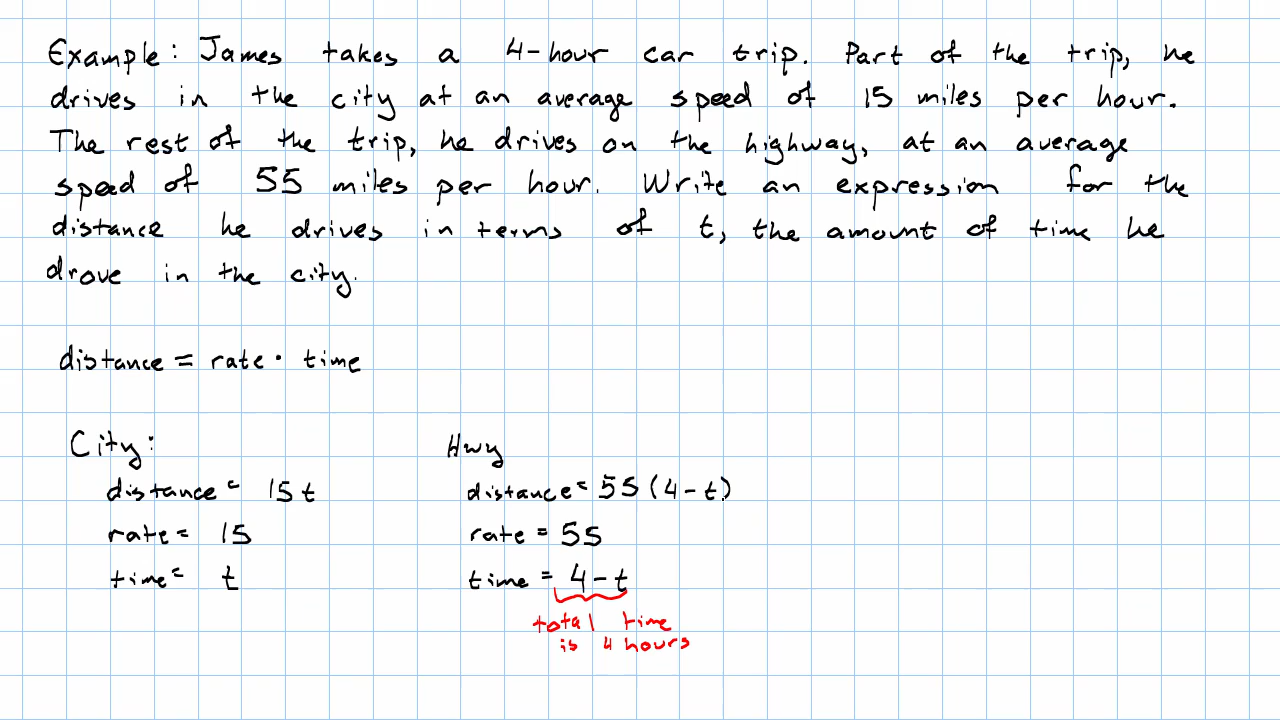 Example: James takes a 4-hour car trip. Part of the trip, he
drives in the city at an average speed of 15 miles per hour.
The rest of the trip, he drives on the highway, at an average
speed of 55 miles per hour. Write an expression for the
distance he drives in terms of t, the amount of time he
drove in the city.
distance = rate · time
City:
distance = 15t
rate = 15
time = t
Hwy
distance = 55(4-t)
rate = 55
time = 4-t
total time
is 4 hours